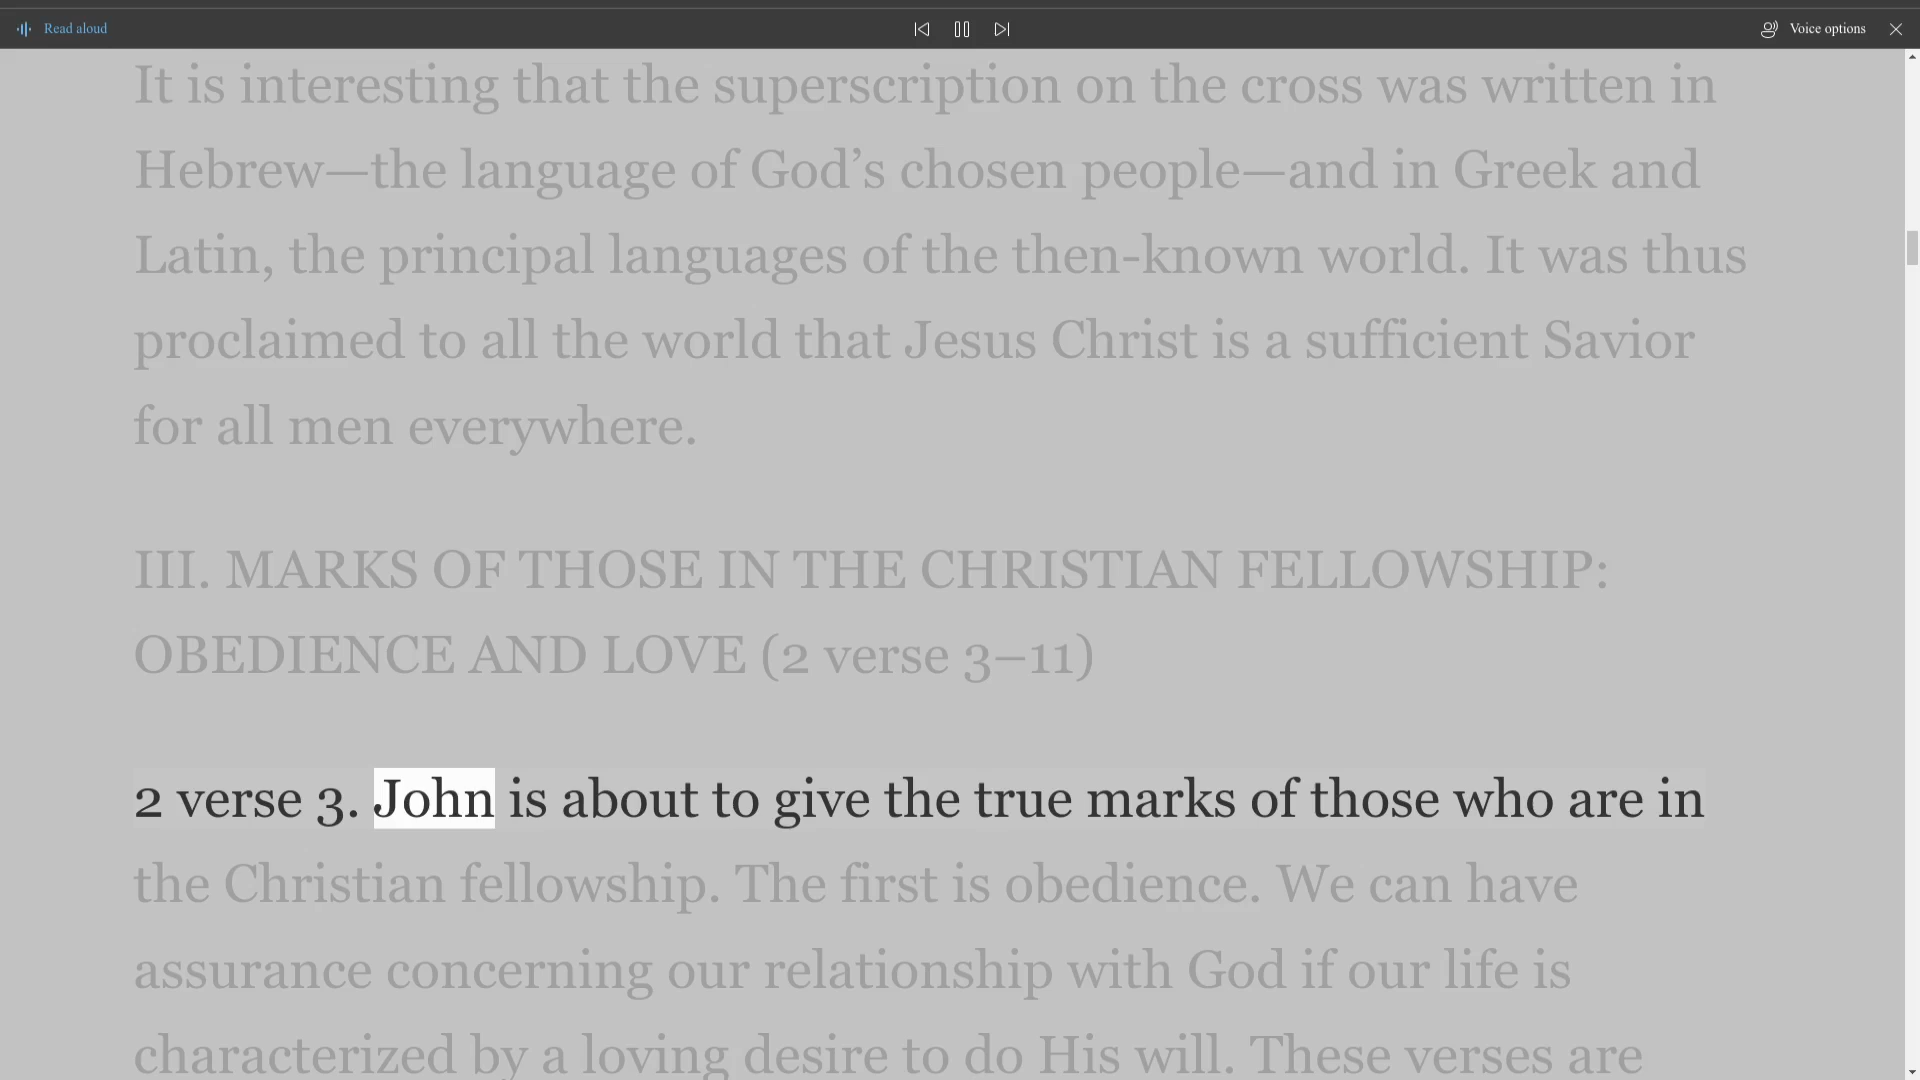 Read aloud
Voice options
It is interesting that the superscription on the cross was written in
Hebrew—the language of God’s chosen people—and in Greek and
Latin, the principal languages of the then-known world. It was thus
proclaimed to all the world that Jesus Christ is a sufficient Savior
for all men everywhere.
III. MARKS OF THOSE IN THE CHRISTIAN FELLOWSHIP:
OBEDIENCE AND LOVE (2 verse 3–11)
2 verse 3. John is about to give the true marks of those who are in
the Christian fellowship. The first is obedience. We can have
assurance concerning our relationship with God if our life is
characterized by a loving desire to do His will. These verses are